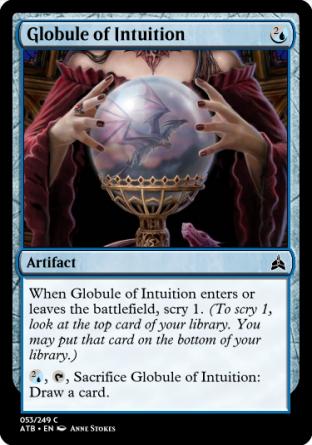 Globule of Intuition
Artifact
When Globule of Intuition enters or
leaves the battlefield, scry 1. (To scry 1,
look at the top card of your library. You
may put that card on the bottom of your
library.)
, , Sacrifice Globule of Intuition:
Draw a card.
053/249 C
ATB • EN Anne Stokes